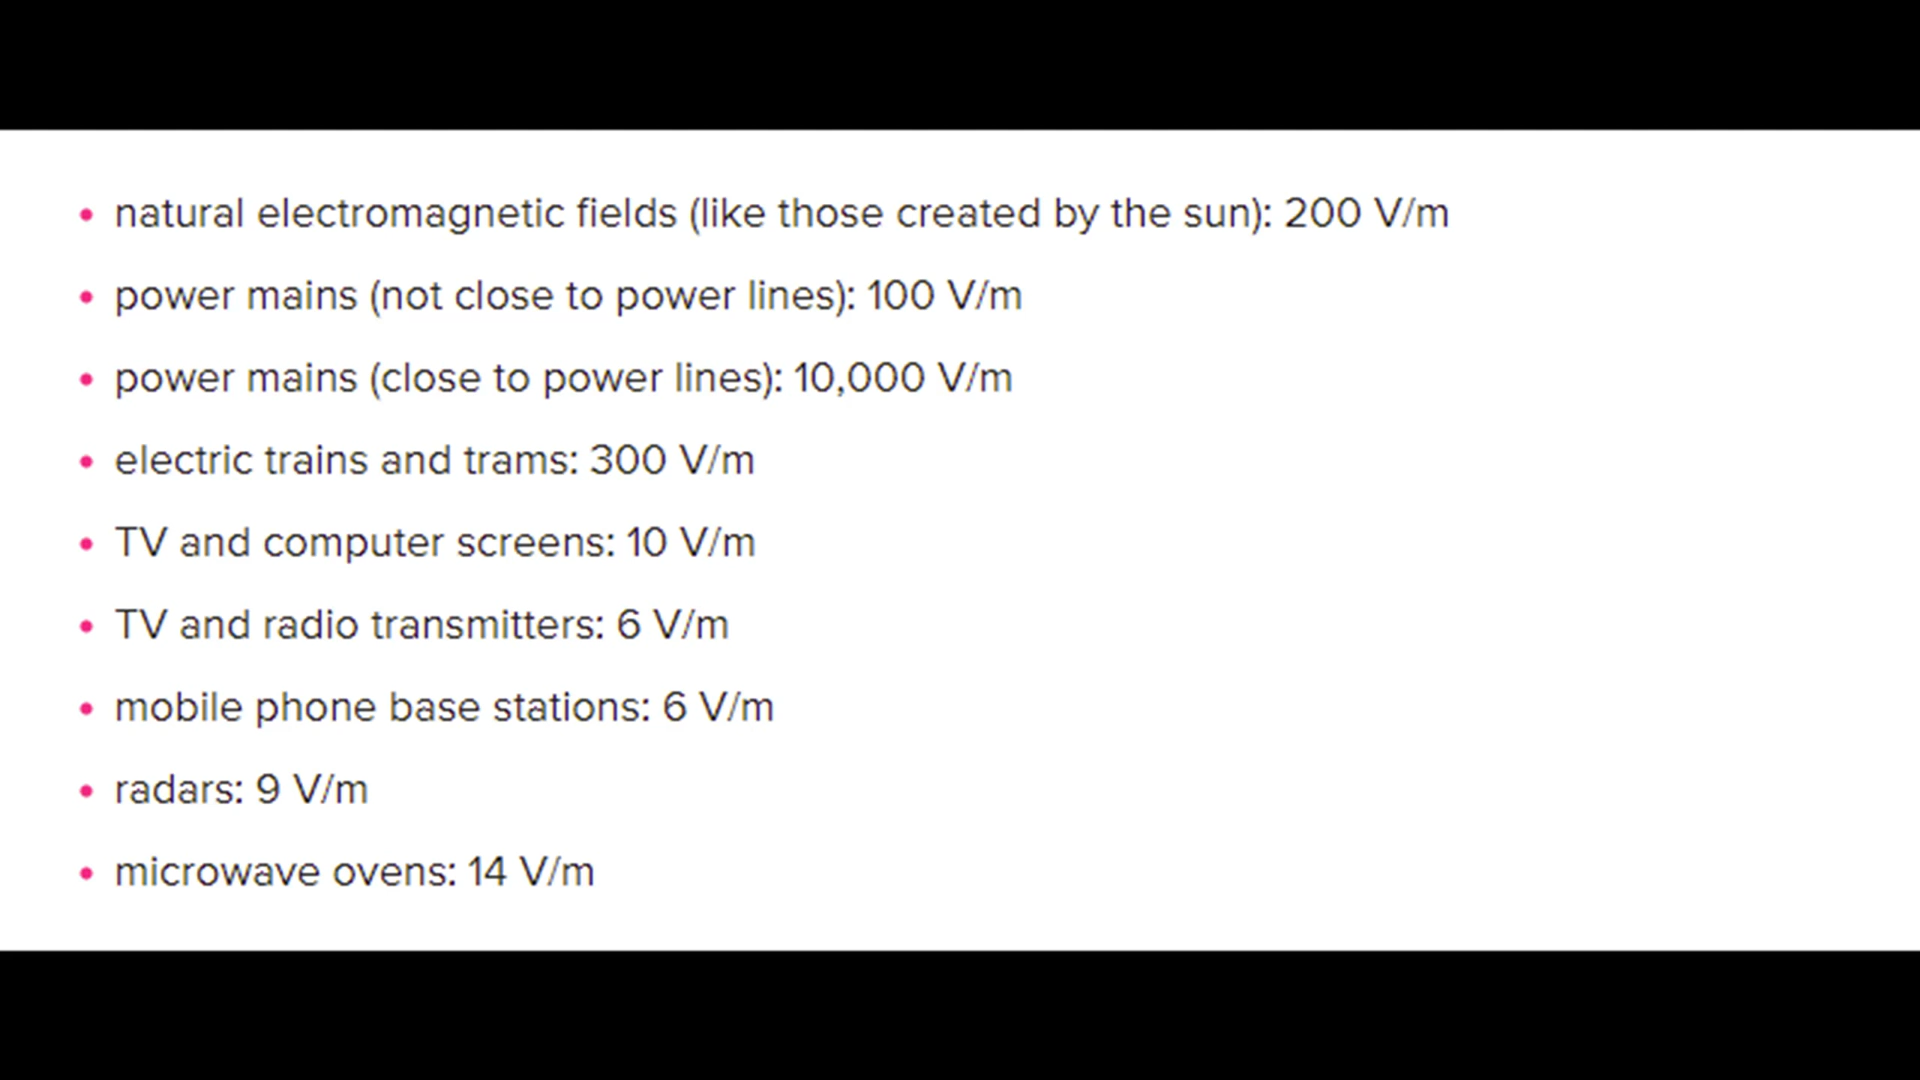 • natural electromagnetic fields (like those created by the sun): 200 V/m
• power mains (not close to power lines): 100 V/m
• power mains (close to power lines): 10,000 V/m
• electric trains and trams: 300 V/m
• TV and computer screens: 10 V/m
• TV and radio transmitters: 6 V/m
• mobile phone base stations: 6 V/m
• radars: 9 V/m
• microwave ovens: 14 V/m